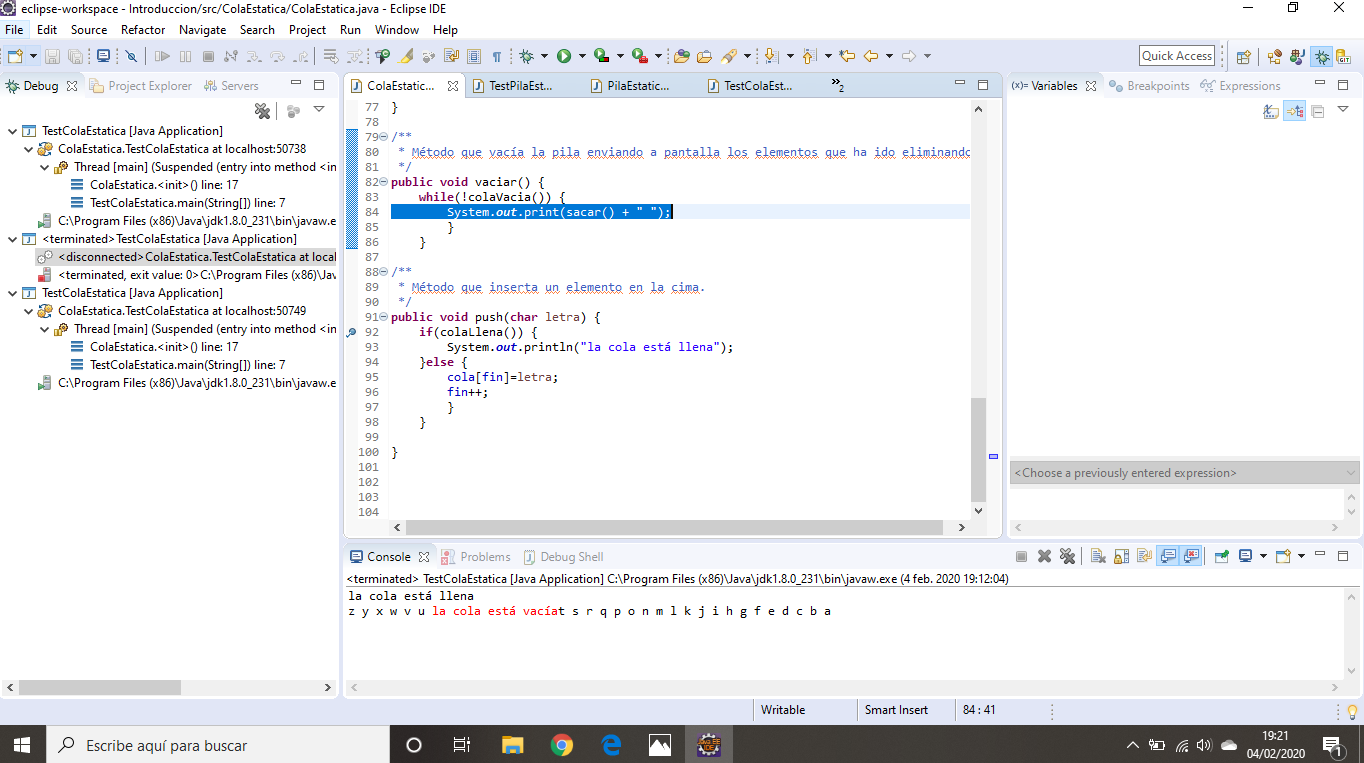 eclipse-workspace - Introduccion/src/ColaEstatica/ColaEstatica.java - Eclipse IDE
File Edit Source Refactor Navigate Search Project Run Window Help
Quick Access
Debug Project Explorer Servers
ColaEstatic... TestPilaEst... PilaEstatic... TestColaEst... »2
(x)= Variables Breakpoints Expressions
TestColaEstatica [Java Application]
ColaEstatica.TestColaEstatica at localhost:50738
Thread [main] (Suspended (entry into method <in
ColaEstatica.<init>() line: 17
TestColaEstatica.main(String[]) line: 7
C:\Program Files (x86)\Java\jdk1.8.0_231\bin\javaw.e
<terminated>TestColaEstatica [Java Application]
<disconnected>ColaEstatica.TestColaEstatica at local
<terminated, exit value: 0>C:\Program Files (x86)\Jav
TestColaEstatica [Java Application]
ColaEstatica.TestColaEstatica at localhost:50749
Thread [main] (Suspended (entry into method <in
ColaEstatica.<init>() line: 17
TestColaEstatica.main(String[]) line: 7
C:\Program Files (x86)\Java\jdk1.8.0_231\bin\javaw.e
77 }
78
79 /**
80 * Método que vacía la pila enviando a pantalla los elementos que ha ido eliminando
81 */
82 public void vaciar() {
83 while(!colaVacia()) {
84 System.out.print(sacar() + " ");
85 }
86 }
87
88 /**
89 * Método que inserta un elemento en la cima.
90 */
91 public void push(char letra) {
92 if(colaLlena()) {
93 System.out.println("la cola está llena");
94 }else {
95 cola[fin]=letra;
96 fin++;
97 }
98 }
99
100 }
101
102
103
104
<Choose a previously entered expression>
Console Problems Debug Shell
<terminated> TestColaEstatica [Java Application] C:\Program Files (x86)\Java\jdk1.8.0_231\bin\javaw.exe (4 feb. 2020 19:12:04)
la cola está llena
z y x w v u la cola está vacíat s r q p o n m l k j i h g f e d c b a
Writable Smart Insert 84 : 41
Escribe aquí para buscar
Java EE
IDE
19:21
04/02/2020
1